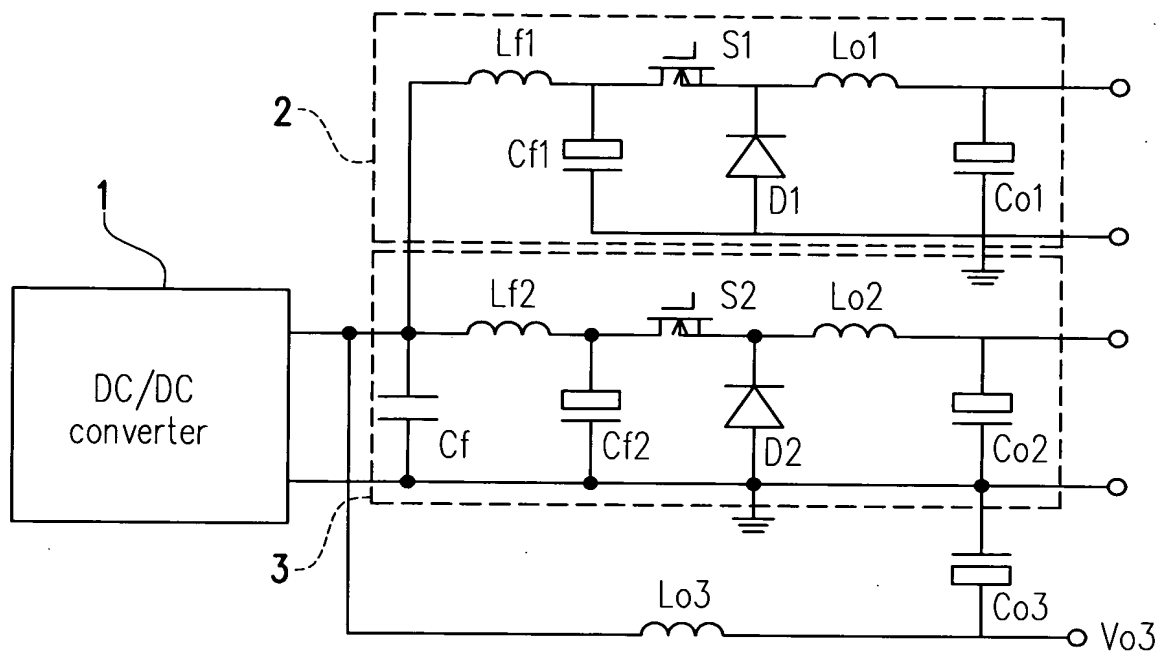 Lf1
S1
Lo1
2
Cf1
D1
Co1
1
Lf2
S2
Lo2
DC/DC
converter
Cf
Cf2
D2
Co2
3
Lo3
Co3
Vo3